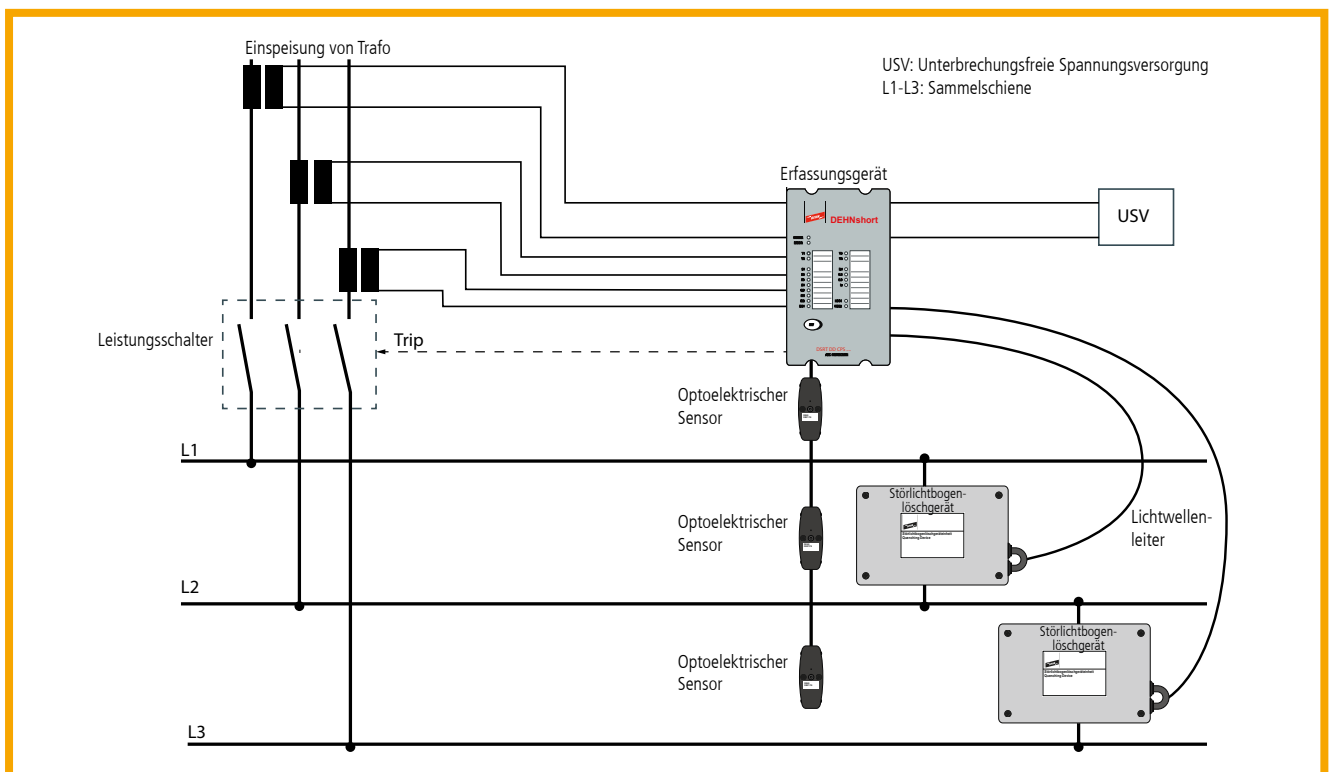 Einspeisung von Trafo
USV: Unterbrechungsfreie Spannungsversorgung
L1-L3: Sammelschiene
Erfassungsgerät
DEHNshort
USV
Leistungsschalter
Trip
Optoelektrischer
Sensor
L1
Störlichtbogen-
löschgerät
Optoelektrischer
Sensor
Lichtwellen-
leiter
L2
Störlichtbogen-
löschgerät
Optoelektrischer
Sensor
L3